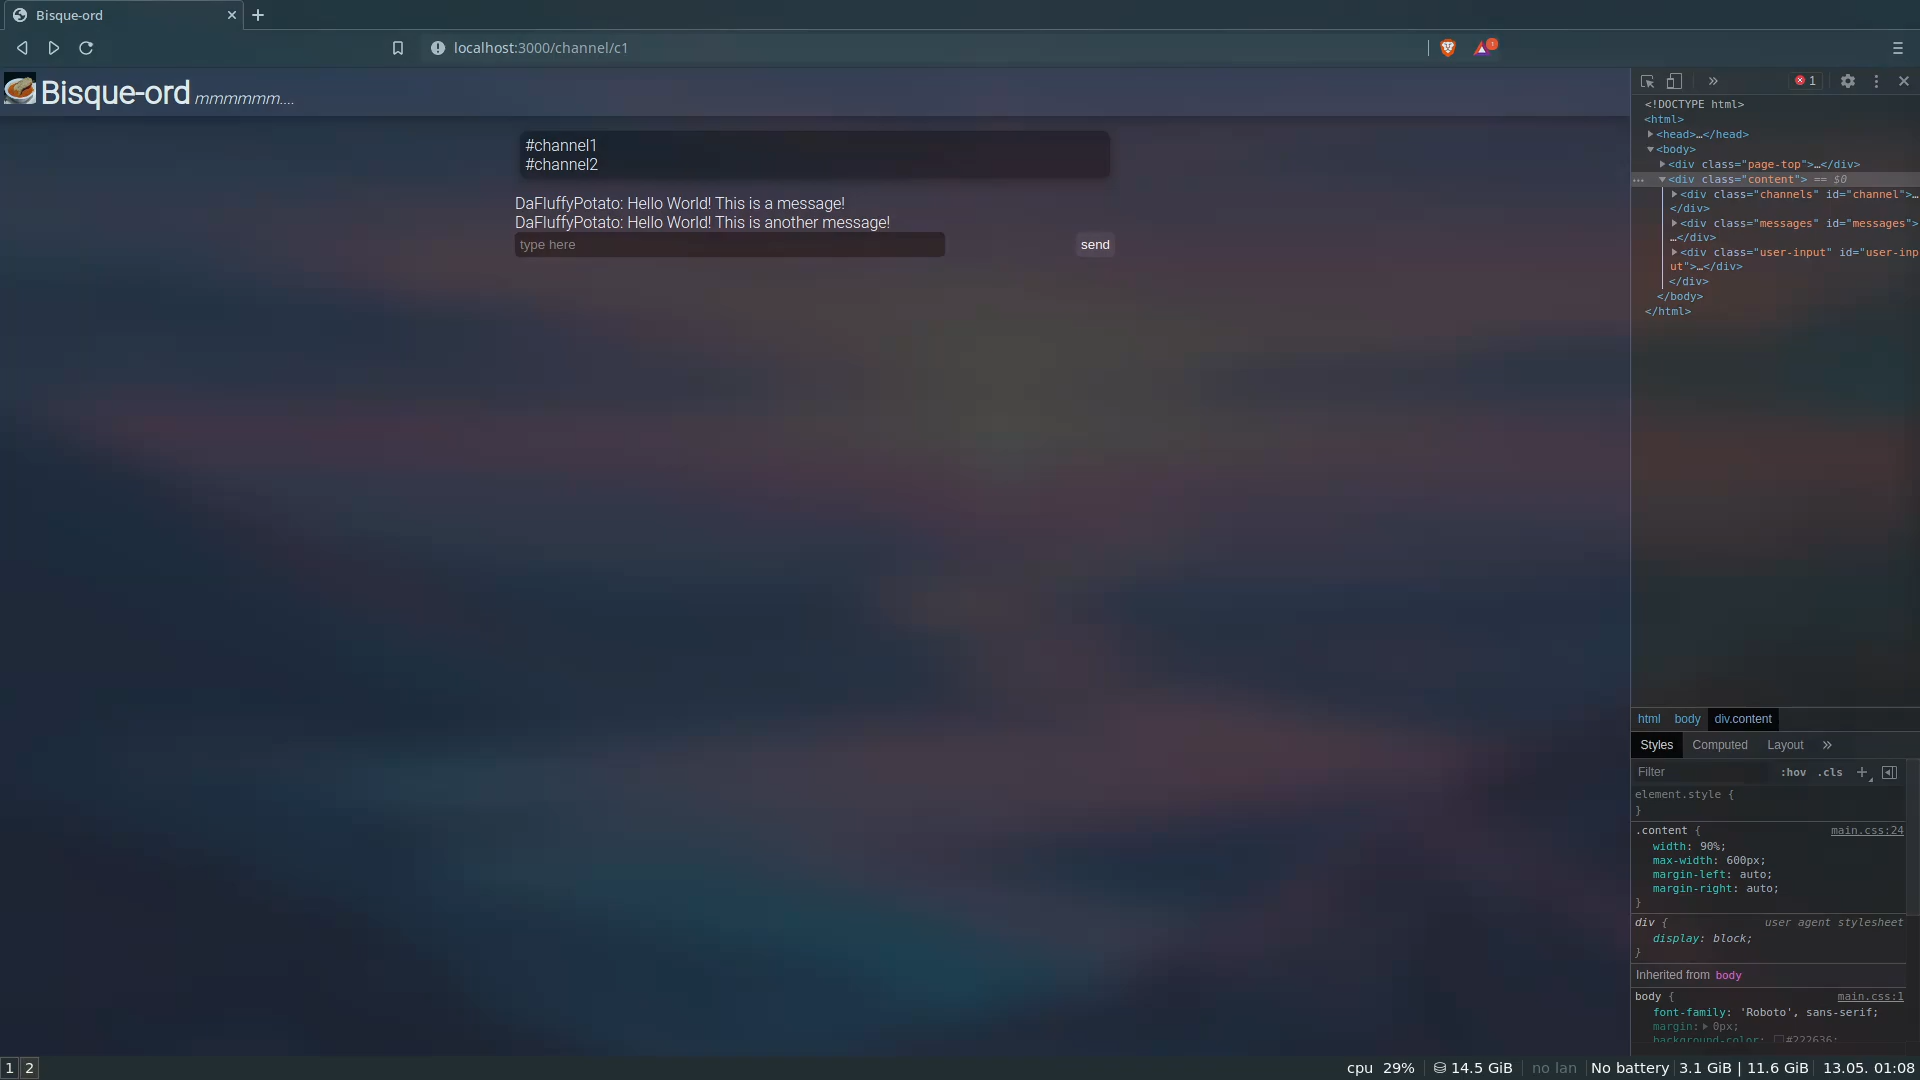 Bisque-ord
localhost:3000/channel/c1
Bisque-ord mmmmmm....
#channel1
#channel2
DaFluffyPotato: Hello World! This is a message!
DaFluffyPotato: Hello World! This is another message!
type here
send
1
<!DOCTYPE html>
<html>
<head>…</head>
<body>
<div class="page-top">…</div>
<div class="content"> == $0
<div class="channels" id="channel">…
</div>
<div class="messages" id="messages">
…</div>
<div class="user-input" id="user-inp
ut">…</div>
</div>
</body>
</html>
html body div.content
Styles Computed Layout
Filter :hov .cls
element.style {
}
.content { main.css:24
width: 90%;
max-width: 600px;
margin-left: auto;
margin-right: auto;
}
div { user agent stylesheet
display: block;
}
Inherited from body
body { main.css:1
font-family: 'Roboto', sans-serif;
margin: 0px;
background-color: #222636;
1 2 cpu 29% 14.5 GiB no lan No battery 3.1 GiB | 11.6 GiB 13.05. 01:08